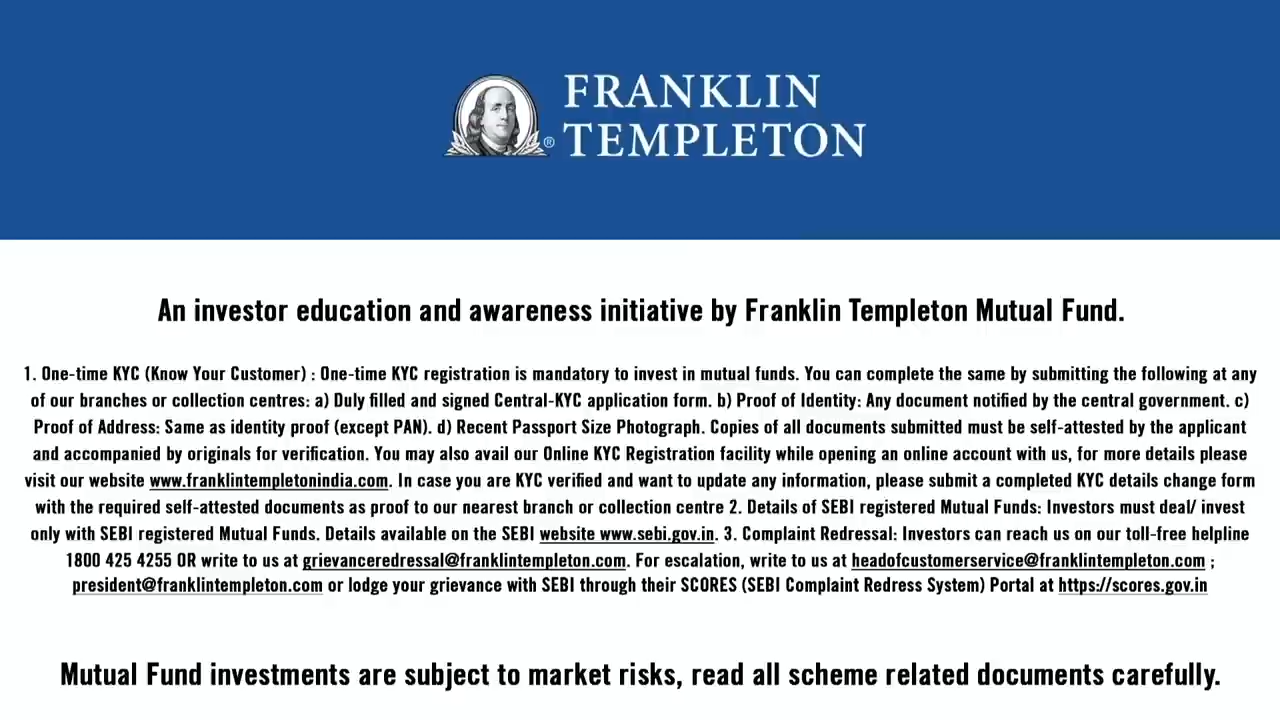 FRANKLIN
TEMPLETON
®
An investor education and awareness initiative by Franklin Templeton Mutual Fund.
1. One-time KYC (Know Your Customer) : One-time KYC registration is mandatory to invest in mutual funds. You can complete the same by submitting the following at any
of our branches or collection centres: a) Duly filled and signed Central-KYC application form. b) Proof of Identity: Any document notified by the central government. c)
Proof of Address: Same as identity proof (except PAN). d) Recent Passport Size Photograph. Copies of all documents submitted must be self-attested by the applicant
and accompanied by originals for verification. You may also avail our Online KYC Registration facility while opening an online account with us, for more details please
visit our website www.franklintempletonindia.com. In case you are KYC verified and want to update any information, please submit a completed KYC details change form
with the required self-attested documents as proof to our nearest branch or collection centre 2. Details of SEBI registered Mutual Funds: Investors must deal/ invest
only with SEBI registered Mutual Funds. Details available on the SEBI website www.sebi.gov.in. 3. Complaint Redressal: Investors can reach us on our toll-free helpline
1800 425 4255 OR write to us at grievanceredressal@franklintempleton.com. For escalation, write to us at headofcustomerservice@franklintempleton.com ;
president@franklintempleton.com or lodge your grievance with SEBI through their SCORES (SEBI Complaint Redress System) Portal at https://scores.gov.in
Mutual Fund investments are subject to market risks, read all scheme related documents carefully.